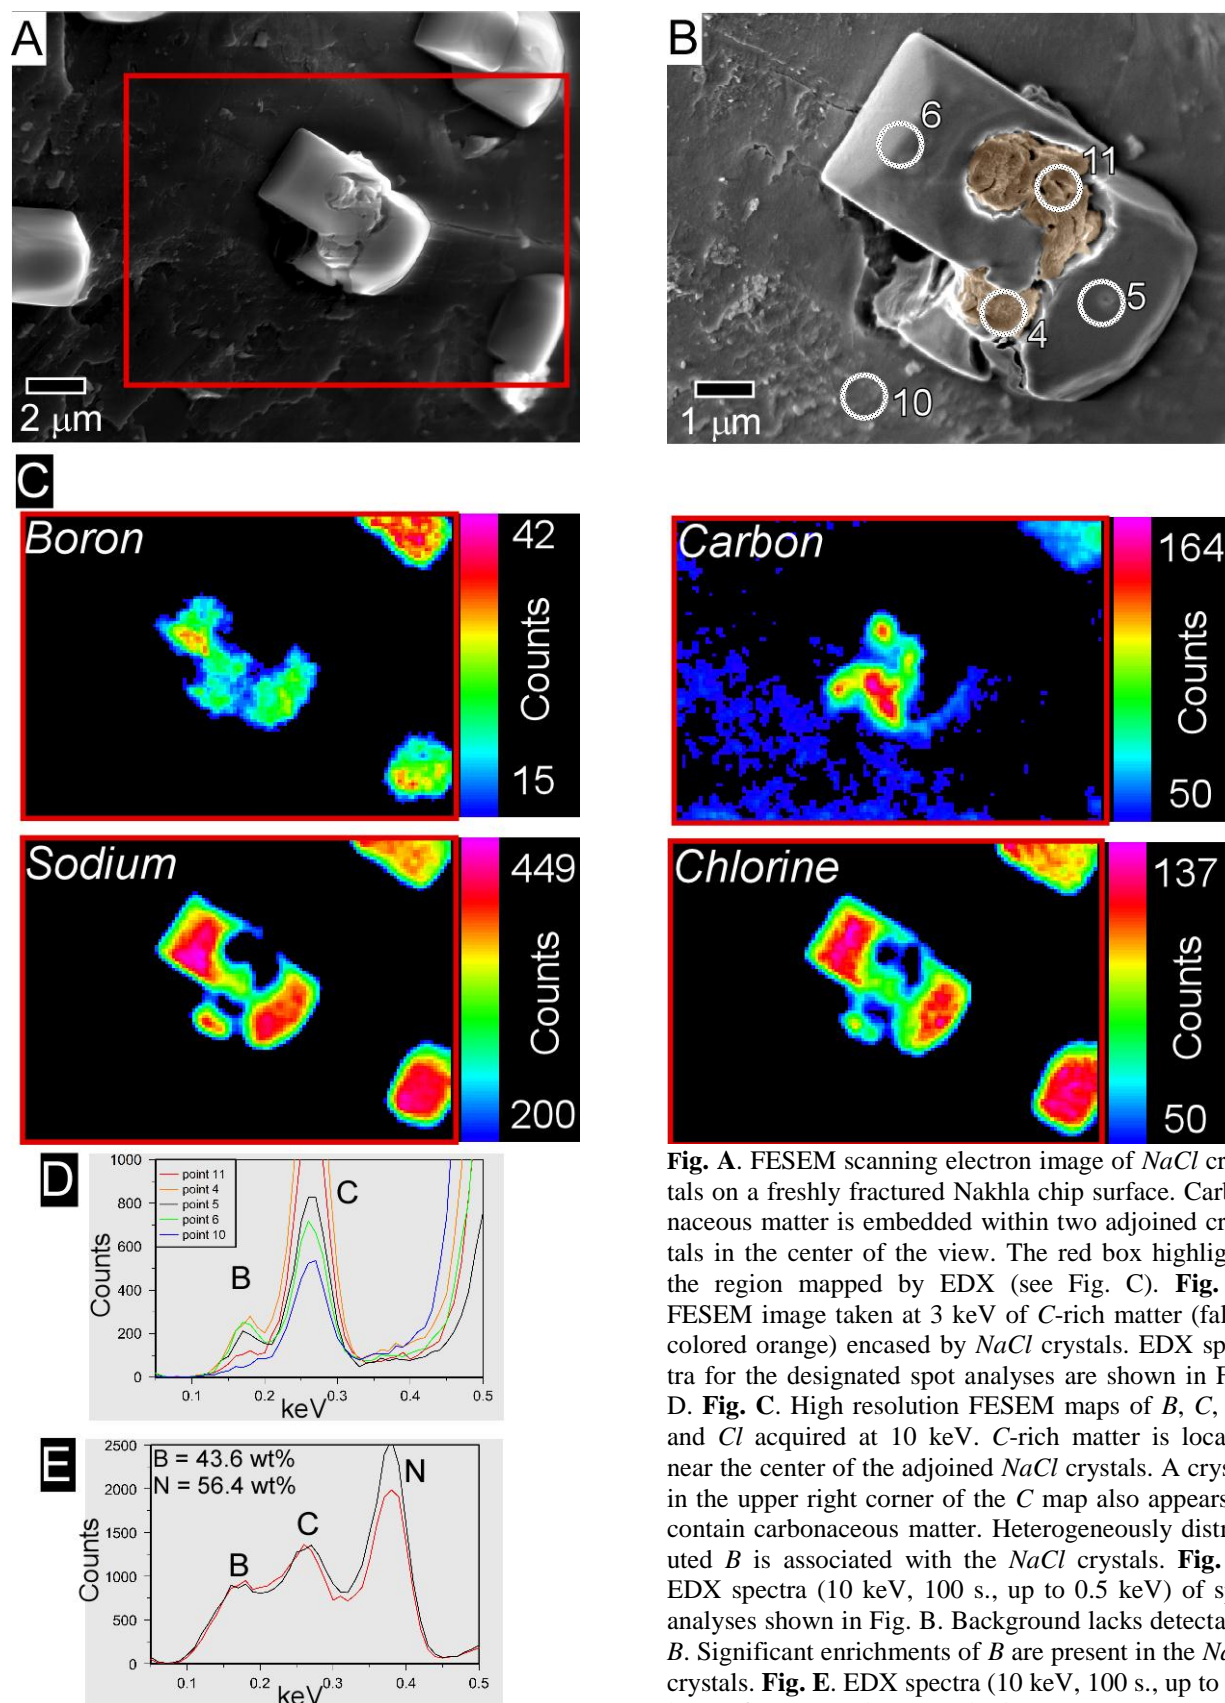 A
2 μm
B
6
11
5
4
10
1 μm
C
Boron
42
Counts
15
Carbon
164
Counts
50
Sodium
449
Counts
200
Chlorine
137
Counts
50
D
1000
800
600
400
200
0
Counts
point 11
point 4
point 5
point 6
point 10
B
C
0.1
0.2
0.3
0.4
0.5
keV
E
2500
2000
1500
1000
500
0
Counts
B = 43.6 wt%
N = 56.4 wt%
B
C
N
0.1
0.2
0.3
0.4
0.5
keV
Fig. A. FESEM scanning electron image of NaCl crys-
tals on a freshly fractured Nakhla chip surface.
naceous matter is embedded within two adjoined
tals in the center of the view. The red box
the region mapped by EDX (see Fig. C). Fig.
FESEM image taken at 3 keV of C-rich matter
colored orange) encased by NaCl crystals. EDX
tra for the designated spot analyses are shown in
D. Fig. C. High resolution FESEM maps of B, C,
and Cl acquired at 10 keV. C-rich matter is
near the center of the adjoined NaCl crystals. A
in the upper right corner of the C map also appears
contain carbonaceous matter. Heterogeneously
uted B is associated with the NaCl crystals. Fig.
EDX spectra (10 keV, 100 s., up to 0.5 keV) of
analyses shown in Fig. B. Background lacks
B. Significant enrichments of B are present in the
crystals. Fig. E. EDX spectra (10 keV, 100 s., up to